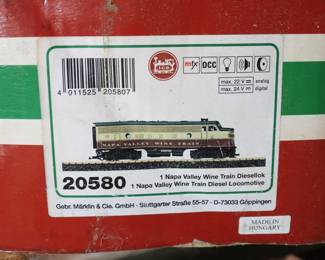 LGB
mfx DCC
max. 22 V analog
max. 24 V digital
4 011525 205807
NAPA VALLEY WINE TRAIN
20580
1 Napa Valley Wine Train Diesellok
1 Napa Valley Wine Train Diesel Locomotive
Gebr. Märklin & Cie. GmbH · Stuttgarter Straße 55-57 · D-73033 Göppingen
MADE IN
HUNGARY